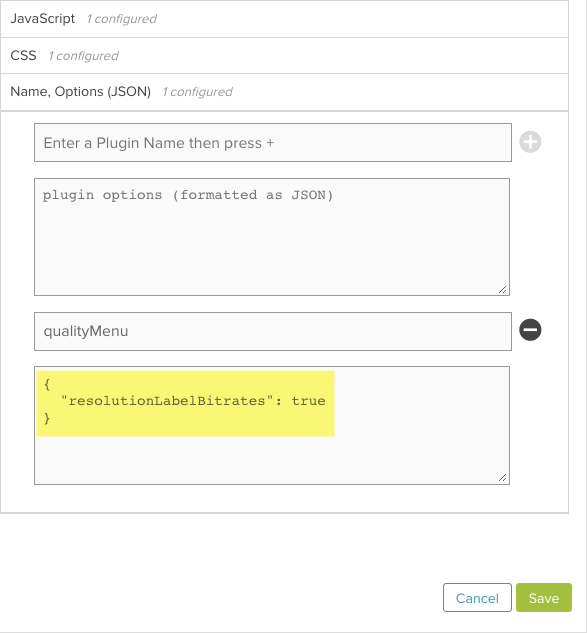 JavaScript 1 configured
CSS 1 configured
Name, Options (JSON) 1 configured
Enter a Plugin Name then press +
plugin options (formatted as JSON)
qualityMenu
{
"resolutionLabelBitrates": true
}
Cancel Save